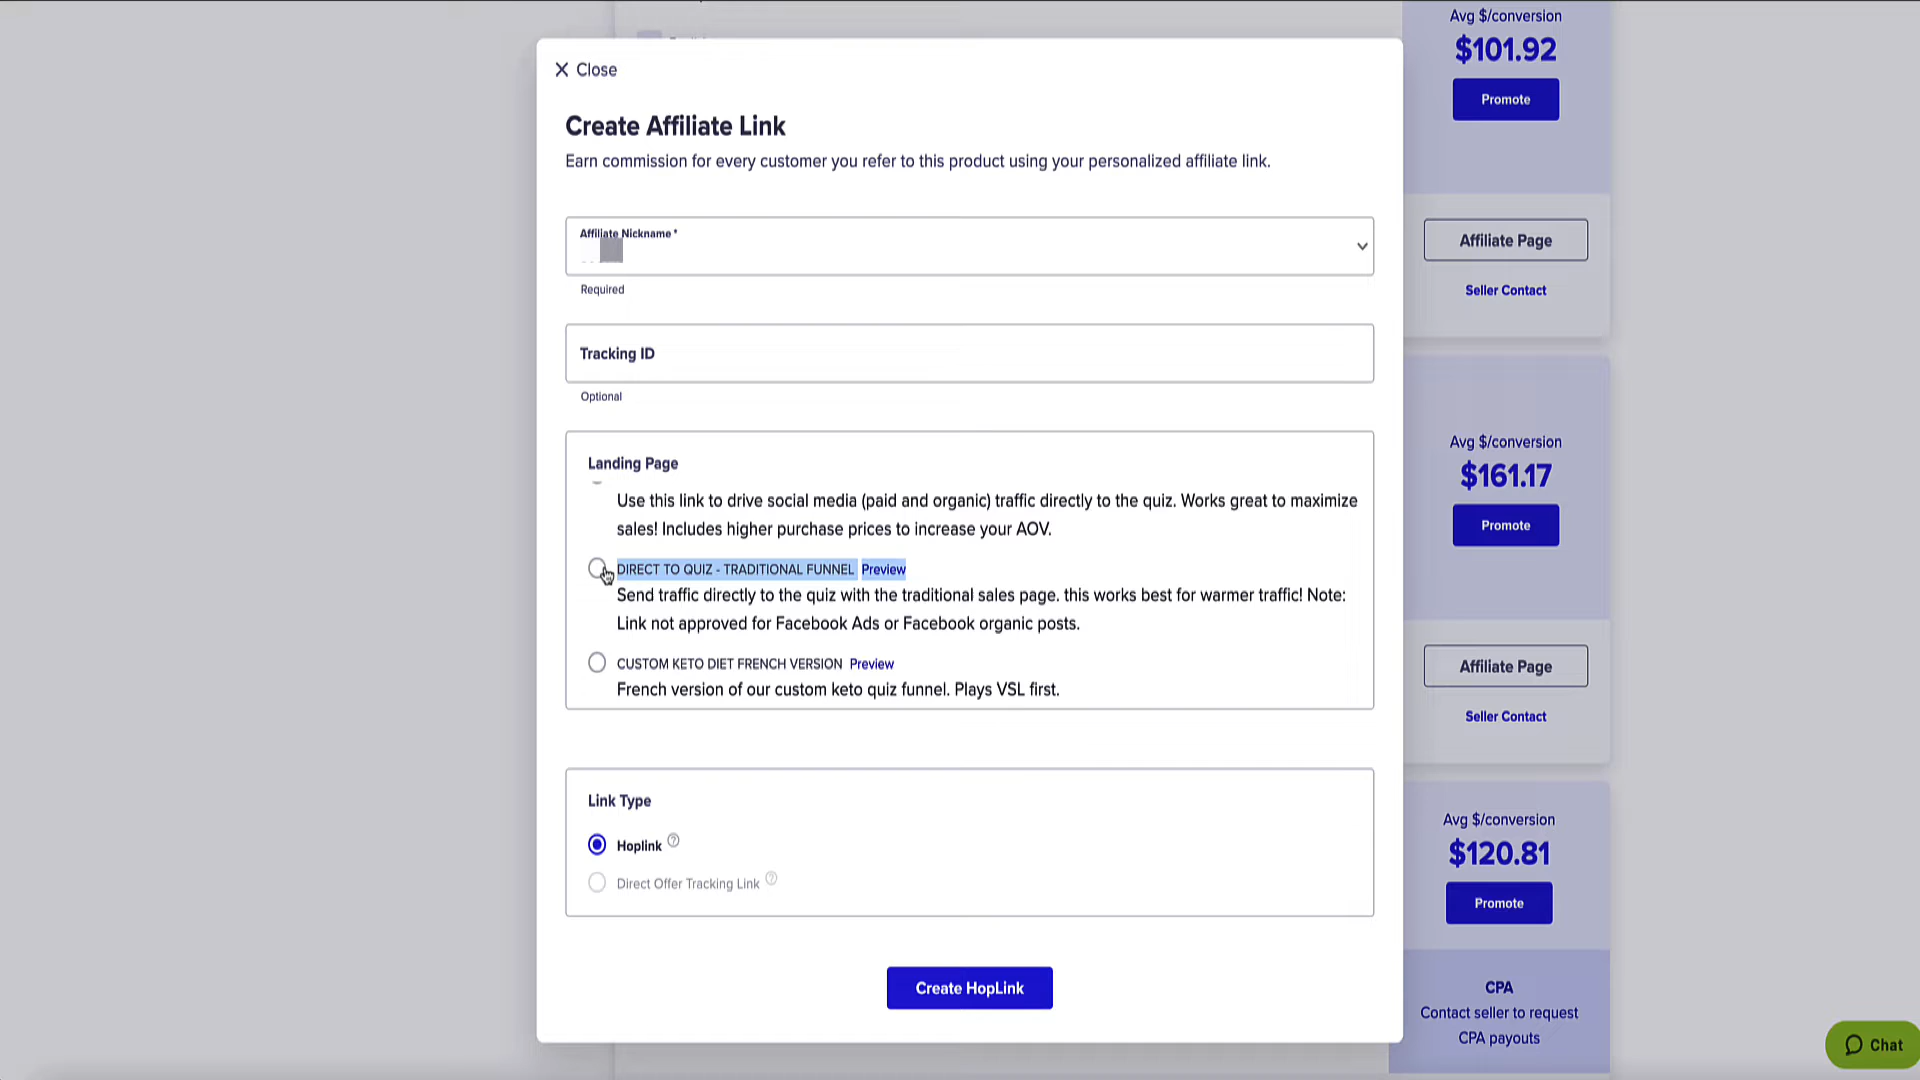 Close
Create Affiliate Link
Earn commission for every customer you refer to this product using your personalized affiliate link.
Affiliate Nickname *
Required
Tracking ID
Optional
Landing Page
Use this link to drive social media (paid and organic) traffic directly to the quiz. Works great to maximize
sales! Includes higher purchase prices to increase your AOV.
DIRECT TO QUIZ - TRADITIONAL FUNNEL Preview
Send traffic directly to the quiz with the traditional sales page. this works best for warmer traffic! Note:
Link not approved for Facebook Ads or Facebook organic posts.
CUSTOM KETO DIET FRENCH VERSION Preview
French version of our custom keto quiz funnel. Plays VSL first.
Link Type
Hoplink ?
Direct Offer Tracking Link ?
Create HopLink
Avg $/conversion
$101.92
Promote
Affiliate Page
Seller Contact
Avg $/conversion
$161.17
Promote
Affiliate Page
Seller Contact
Avg $/conversion
$120.81
Promote
CPA
Contact seller to request
CPA payouts
Chat